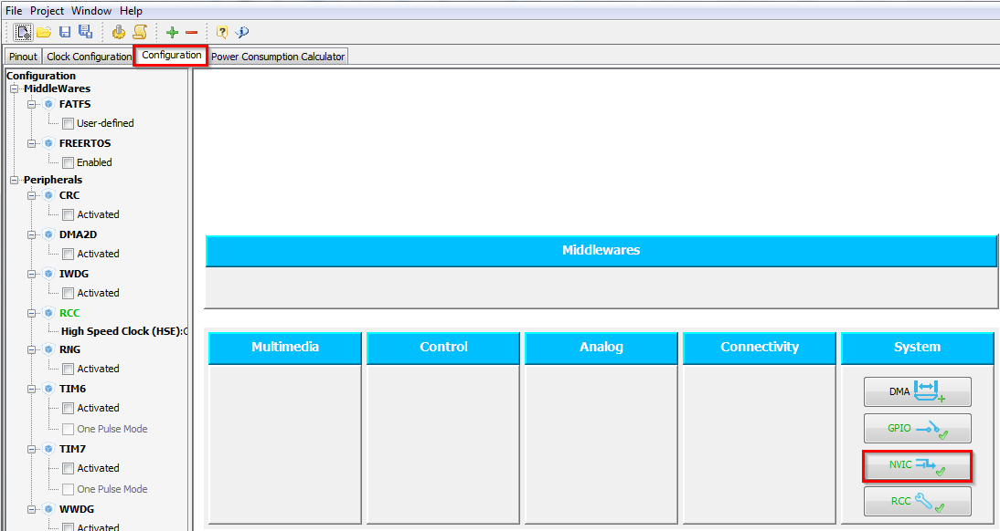 File Project Window Help
Pinout Clock Configuration Configuration Power Consumption Calculator
Configuration
MiddleWares
FATFS
User-defined
FREERTOS
Enabled
Peripherals
CRC
Activated
DMA2D
Activated
IWDG
Activated
RCC
High Speed Clock (HSE):
RNG
Activated
TIM6
Activated
One Pulse Mode
TIM7
Activated
One Pulse Mode
WWDG
Activated
Middlewares
Multimedia Control Analog Connectivity System
DMA
GPIO
NVIC
RCC